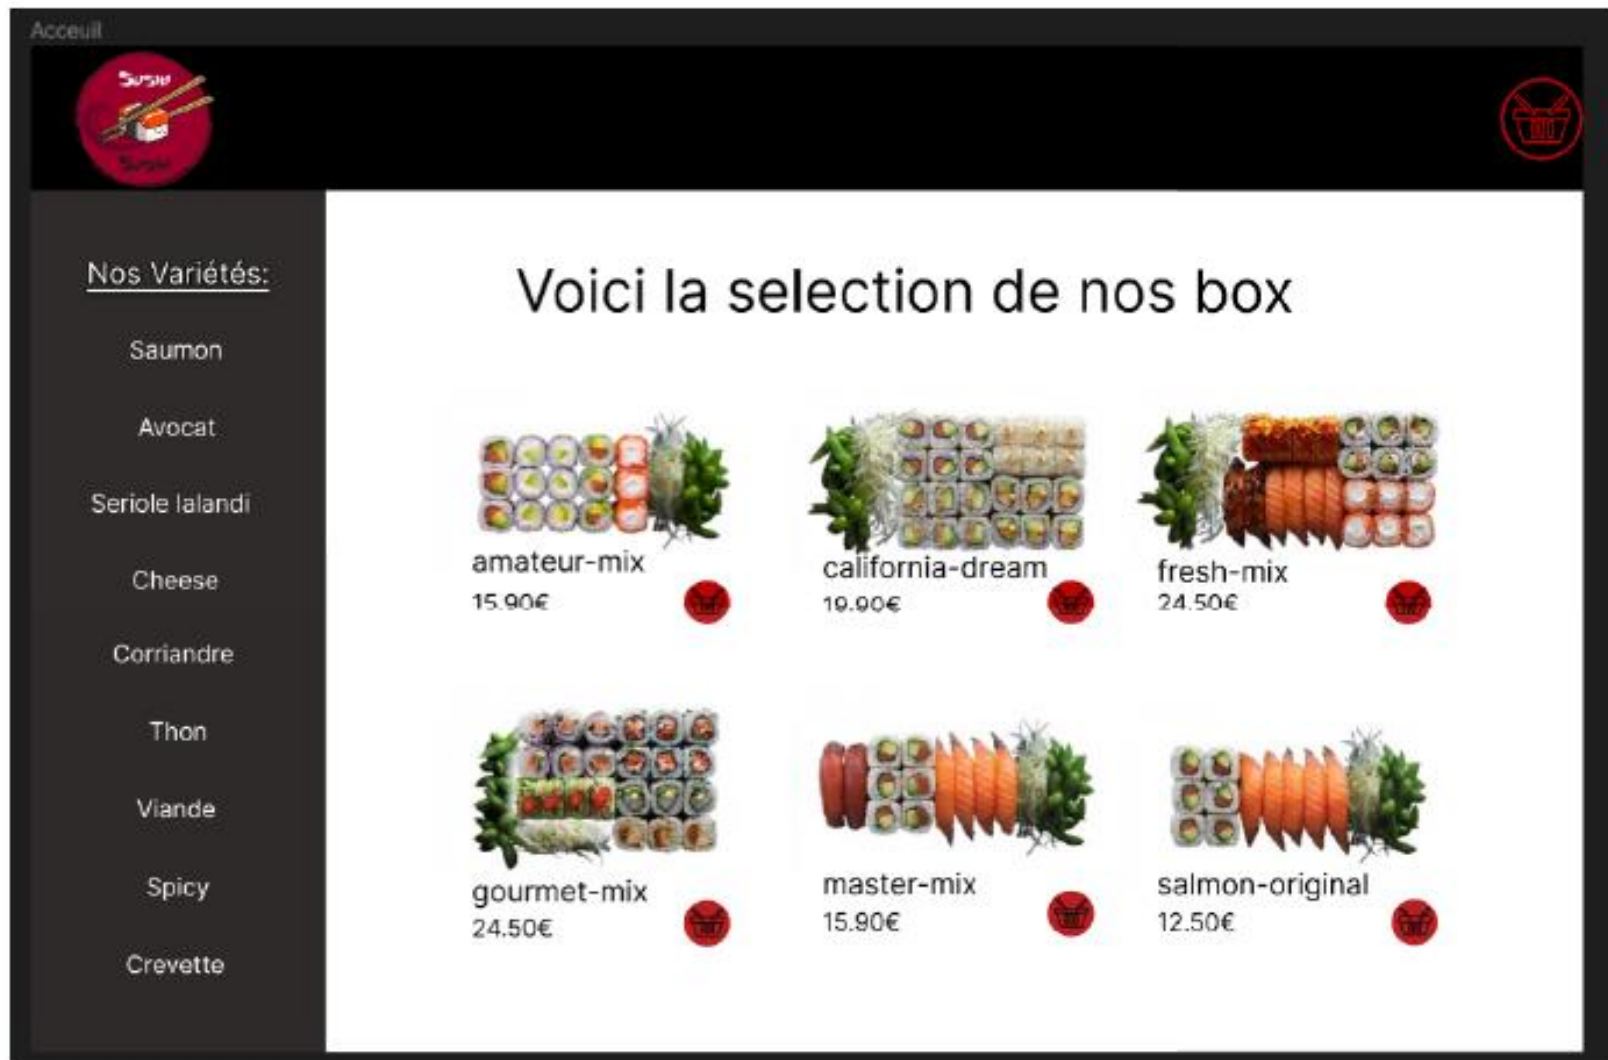 Acceuil
Sushi
Sushi
Nos Variétés:
Saumon
Avocat
Seriole lalandi
Cheese
Corriandre
Thon
Viande
Spicy
Crevette
Voici la selection de nos box
amateur-mix
15.90€
california-dream
19.90€
fresh-mix
24.50€
gourmet-mix
24.50€
master-mix
15.90€
salmon-original
12.50€